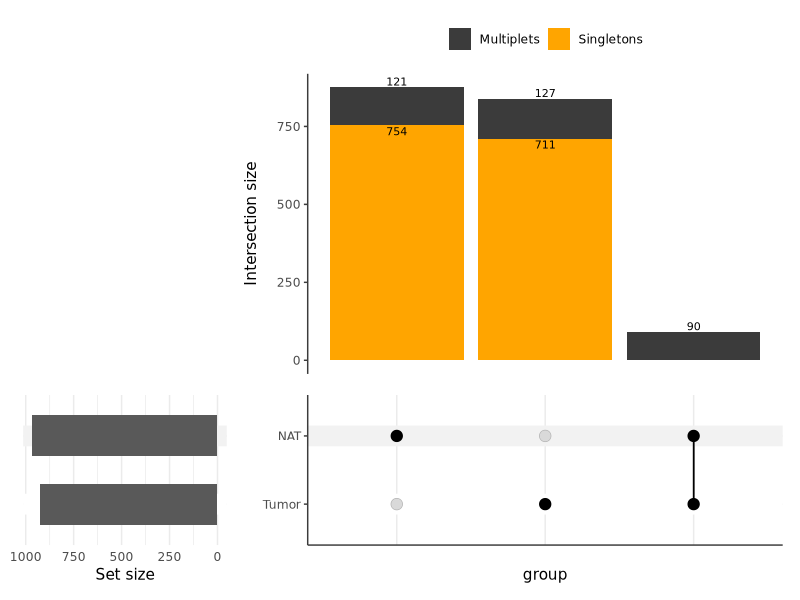 Multiplets Singletons
121
127
754
711
90
750
500
250
0
Intersection size
NAT
Tumor
1000 750 500 250 0
Set size
group